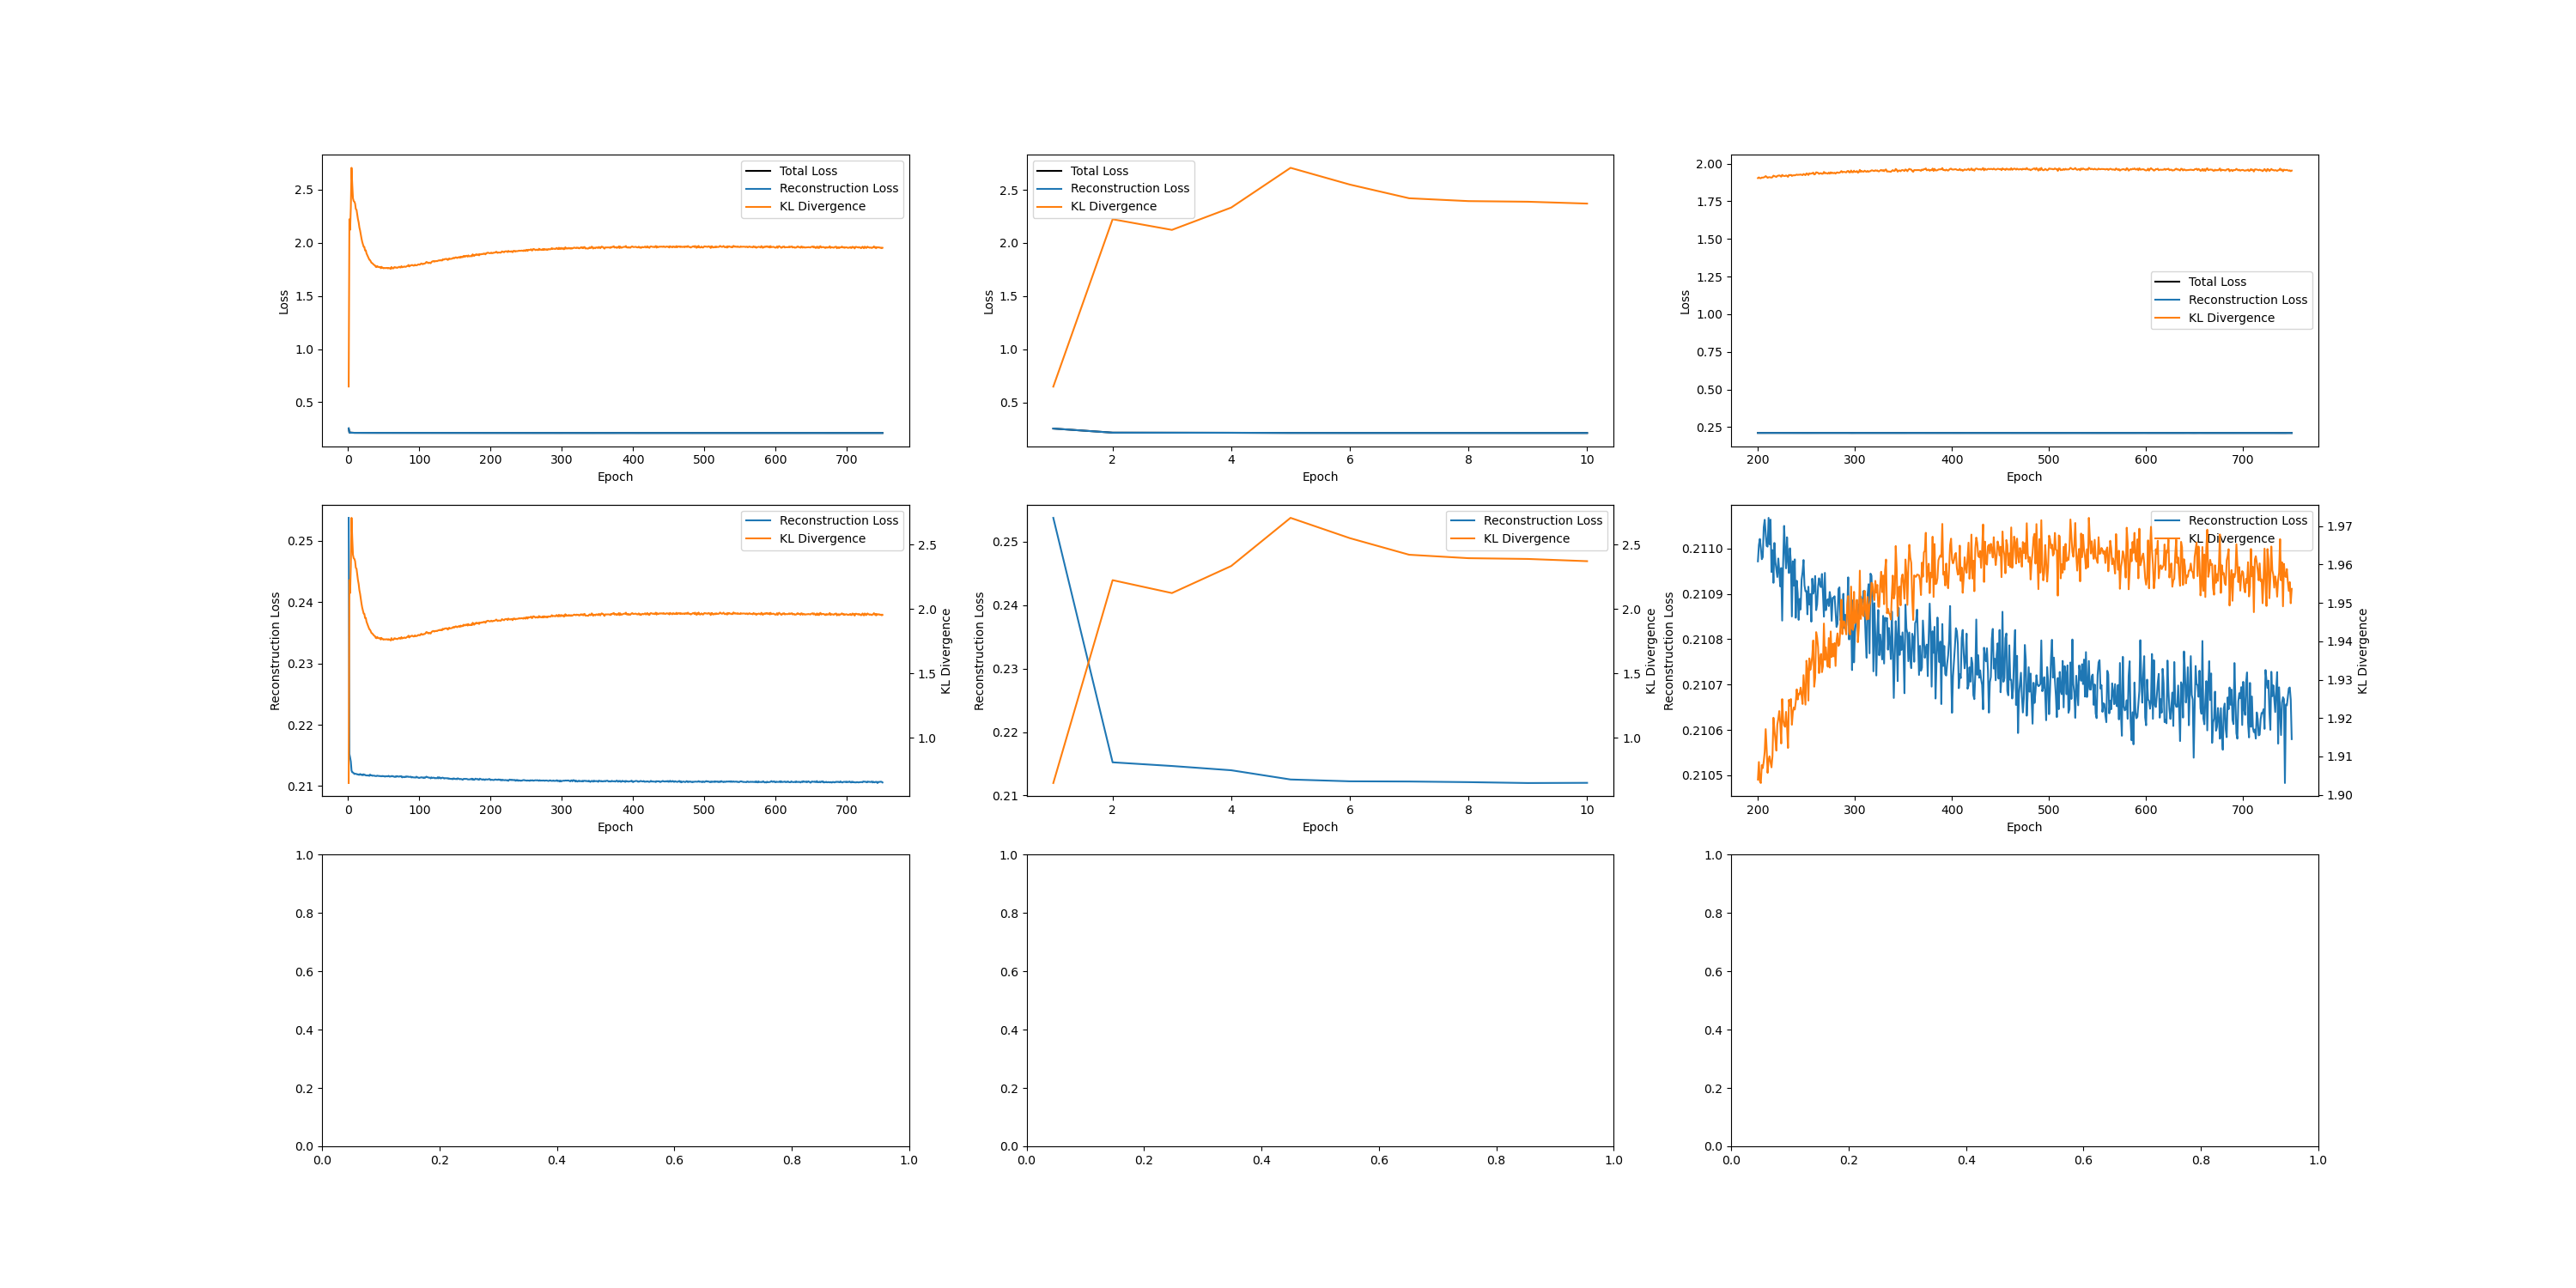 Total Loss
Reconstruction Loss
KL Divergence
2.5
2.0
1.5
1.0
0.5
Loss
0 100 200 300 400 500 600 700
Epoch
Total Loss
Reconstruction Loss
KL Divergence
2.5
2.0
1.5
1.0
0.5
Loss
2 4 6 8 10
Epoch
2.00
1.75
1.50
1.25
1.00
0.75
0.50
0.25
Loss
Total Loss
Reconstruction Loss
KL Divergence
200 300 400 500 600 700
Epoch
Reconstruction Loss
KL Divergence
0.25
0.24
0.23
0.22
0.21
Reconstruction Loss
2.5
2.0
1.5
1.0
KL Divergence
0 100 200 300 400 500 600 700
Epoch
Reconstruction Loss
KL Divergence
0.25
0.24
0.23
0.22
0.21
Reconstruction Loss
2.5
2.0
1.5
1.0
KL Divergence
2 4 6 8 10
Epoch
Reconstruction Loss
KL Divergence
0.2110
0.2109
0.2108
0.2107
0.2106
0.2105
Reconstruction Loss
1.97
1.96
1.95
1.94
1.93
1.92
1.91
1.90
KL Divergence
200 300 400 500 600 700
Epoch
1.0
0.8
0.6
0.4
0.2
0.0
0.0 0.2 0.4 0.6 0.8 1.0
1.0
0.8
0.6
0.4
0.2
0.0
0.0 0.2 0.4 0.6 0.8 1.0
1.0
0.8
0.6
0.4
0.2
0.0
0.0 0.2 0.4 0.6 0.8 1.0